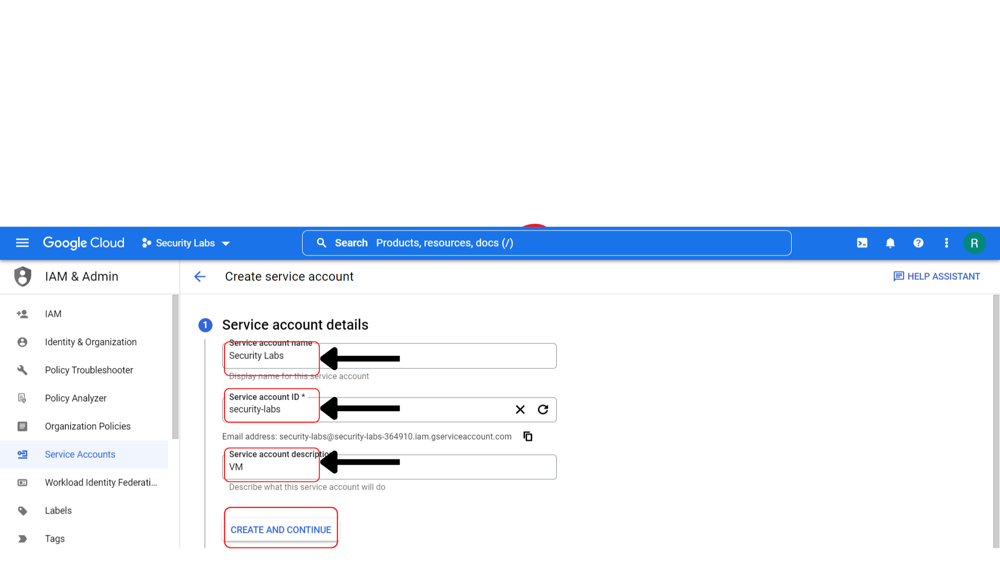 Google Cloud
Security Labs
Search Products, resources, docs (/)
R
IAM & Admin
Create service account
HELP ASSISTANT
IAM
Identity & Organization
Policy Troubleshooter
Policy Analyzer
Organization Policies
Service Accounts
Workload Identity Federati...
Labels
Tags
1 Service account details
Service account name
Security Labs
Display name for this service account
Service account ID *
security-labs
Email address: security-labs@security-labs-364910.iam.gserviceaccount.com
Service account description
VM
Describe what this service account will do
CREATE AND CONTINUE